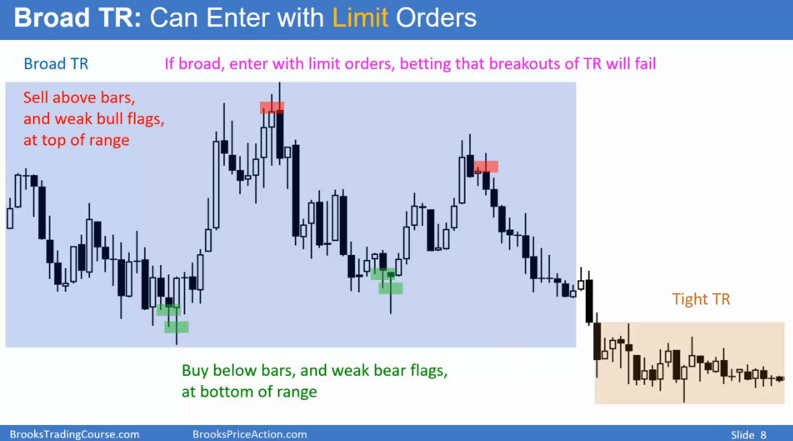 Broad TR: Can Enter with Limit Orders
Broad TR
If broad, enter with limit orders, betting that breakouts of TR will fail
Sell above bars,
and weak bull flags,
at top of range
Tight TR
Buy below bars, and weak bear flags,
at bottom of range
BrooksTradingCourse.com
BrooksPriceAction.com
Slide 8